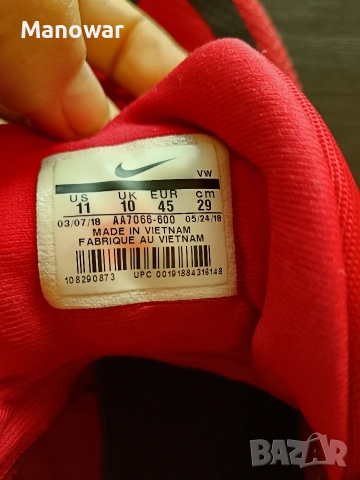 Manowar
VW
US UK EUR cm
11 10 45 29
03/07/18 AA7066-600 05/24/18
MADE IN VIETNAM
FABRIQUE AU VIETNAM
108290873 UPC 00191884316148
BAZAR